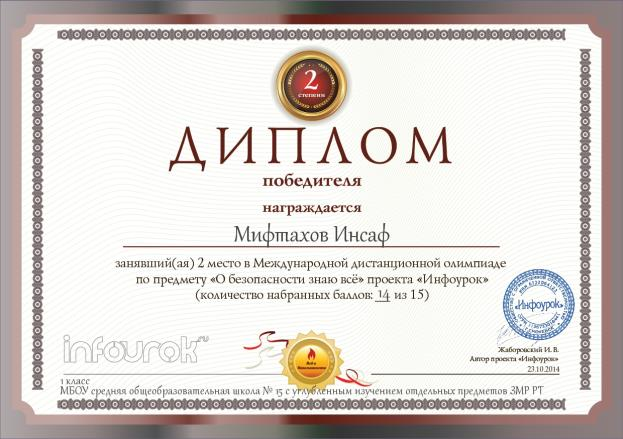 2
степени
ДИПЛОМ
победителя
награждается
Мифтахов Инсаф
занявший(ая) 2 место в Международной дистанционной олимпиаде
по предмету «О безопасности знаю всё» проекта «Инфоурок»
(количество набранных баллов: 14 из 15)
«Инфоурок»
infourok.ru
Жаборовский И. В.
Автор проекта «Инфоурок»
23.10.2014
1 класс
МБОУ средняя общеобразовательная школа № 15 с углубленным изучением отдельных предметов ЗМР РТ